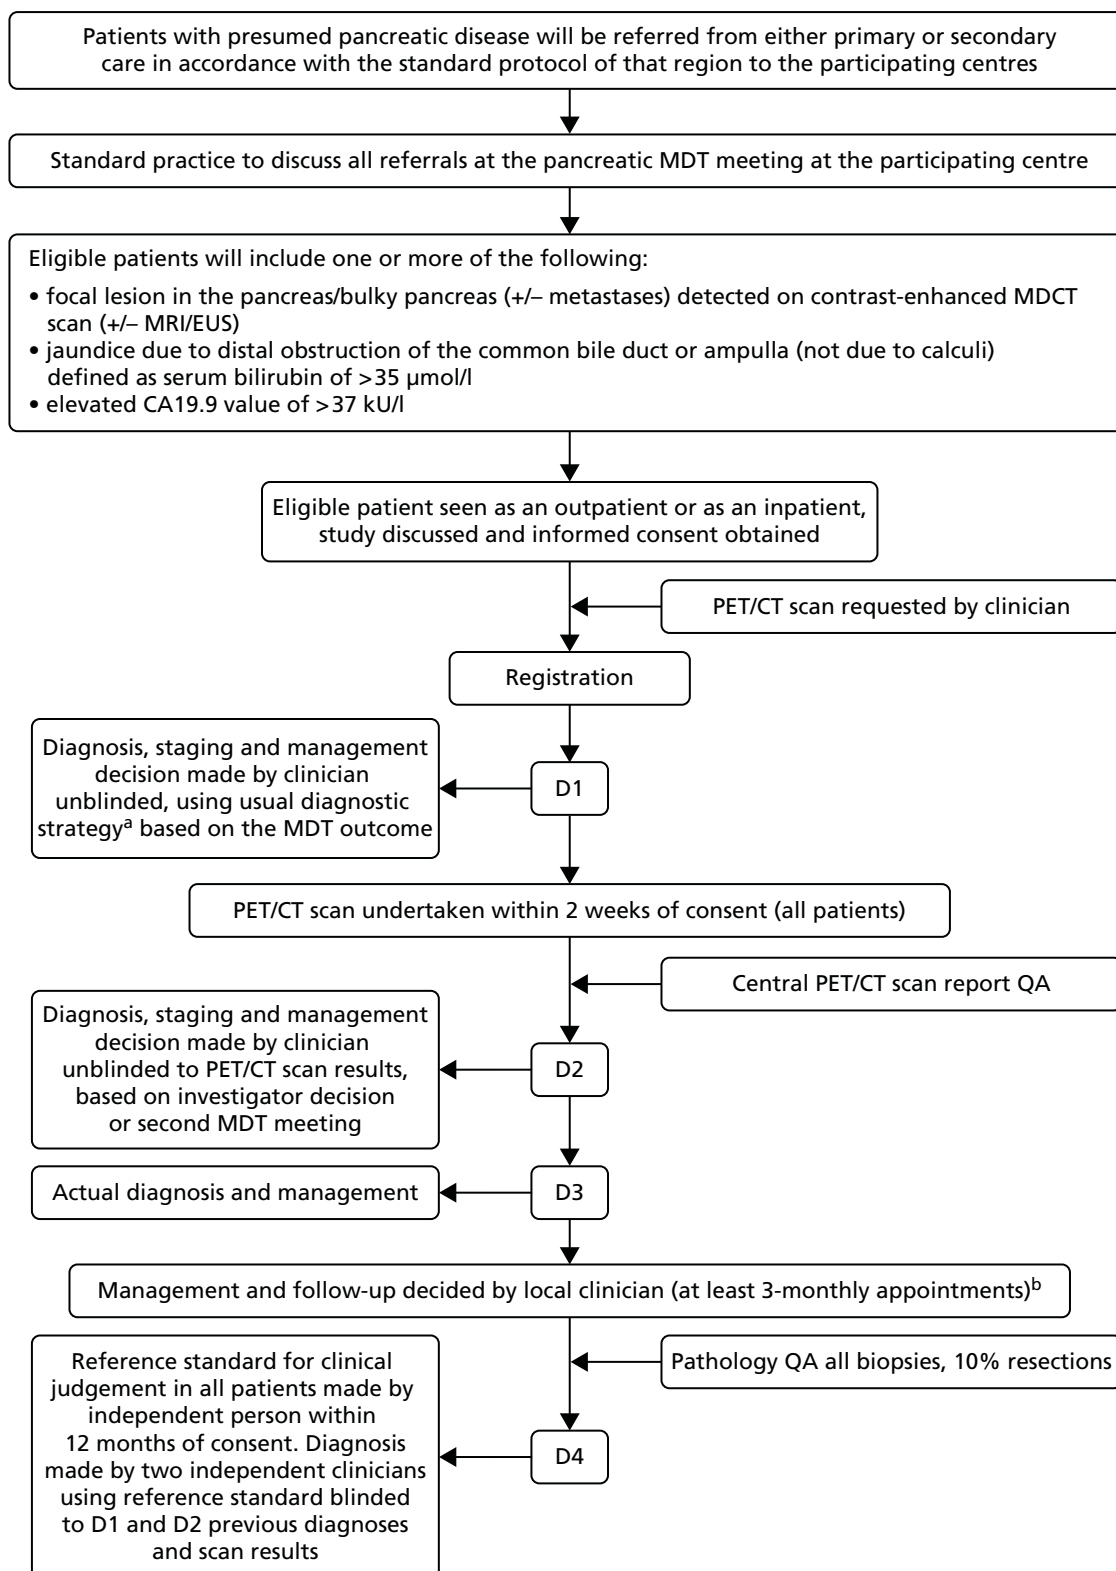 Patients with presumed pancreatic disease will be referred from either primary or secondary
care in accordance with the standard protocol of that region to the participating centres
Standard practice to discuss all referrals at the pancreatic MDT meeting at the participating centre
Eligible patients will include one or more of the following:
• focal lesion in the pancreas/bulky pancreas (+/– metastases) detected on contrast-enhanced MDCT
scan (+/– MRI/EUS)
• jaundice due to distal obstruction of the common bile duct or ampulla (not due to calculi)
defined as serum bilirubin of >35 µmol/l
• elevated CA19.9 value of >37 kU/l
Eligible patient seen as an outpatient or as an inpatient,
study discussed and informed consent obtained
PET/CT scan requested by clinician
Registration
Diagnosis, staging and management
decision made by clinician
unblinded, using usual diagnostic
strategyᵃ based on the MDT outcome
D1
PET/CT scan undertaken within 2 weeks of consent (all patients)
Central PET/CT scan report QA
Diagnosis, staging and management
decision made by clinician
unblinded to PET/CT scan results,
based on investigator decision
or second MDT meeting
D2
Actual diagnosis and management
D3
Management and follow-up decided by local clinician (at least 3-monthly appointments)ᵇ
Pathology QA all biopsies, 10% resections
Reference standard for clinical
judgement in all patients made by
independent person within
12 months of consent. Diagnosis
made by two independent clinicians
using reference standard blinded
to D1 and D2 previous diagnoses
and scan results
D4